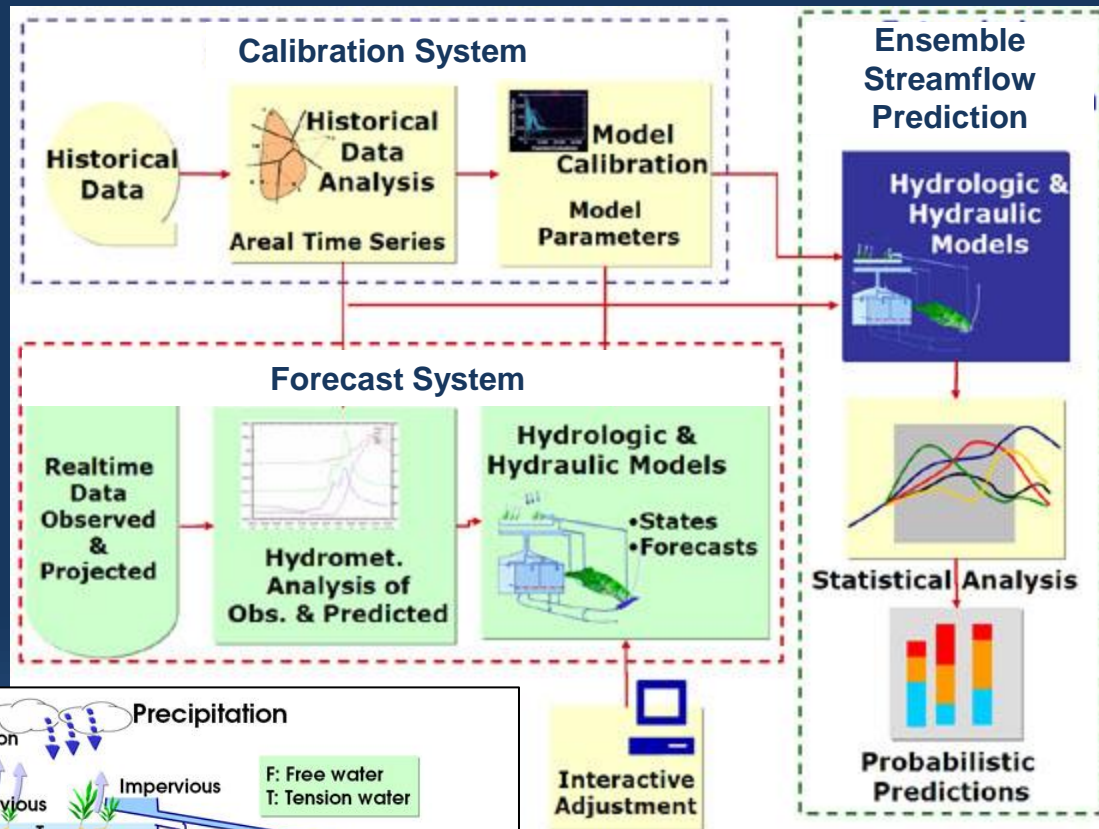 Calibration System
Historical
Data
Historical
Data
Analysis
Areal Time Series
Model
Calibration
Model
Parameters
Ensemble
Streamflow
Prediction
Hydrologic &
Hydraulic
Models
Forecast System
Realtime
Data
Observed
&
Projected
Hydromet.
Analysis of
Obs. & Predicted
Hydrologic &
Hydraulic Models
•States
•Forecasts
Statistical Analysis
Probabilistic
Predictions
Interactive
Adjustment
Precipitation
Impervious
F: Free water
T: Tension water
T